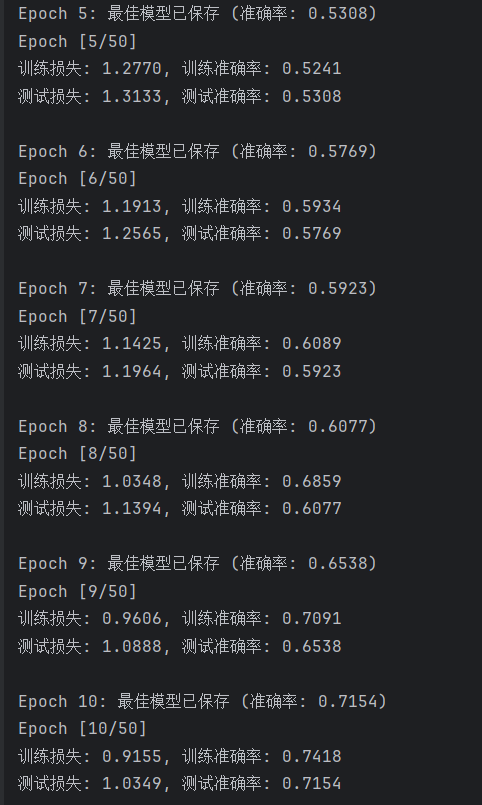 Epoch 5: 最佳模型已保存 (准确率: 0.5308)
Epoch [5/50]
训练损失: 1.2770, 训练准确率: 0.5241
测试损失: 1.3133, 测试准确率: 0.5308
Epoch 6: 最佳模型已保存 (准确率: 0.5769)
Epoch [6/50]
训练损失: 1.1913, 训练准确率: 0.5934
测试损失: 1.2565, 测试准确率: 0.5769
Epoch 7: 最佳模型已保存 (准确率: 0.5923)
Epoch [7/50]
训练损失: 1.1425, 训练准确率: 0.6089
测试损失: 1.1964, 测试准确率: 0.5923
Epoch 8: 最佳模型已保存 (准确率: 0.6077)
Epoch [8/50]
训练损失: 1.0348, 训练准确率: 0.6859
测试损失: 1.1394, 测试准确率: 0.6077
Epoch 9: 最佳模型已保存 (准确率: 0.6538)
Epoch [9/50]
训练损失: 0.9606, 训练准确率: 0.7091
测试损失: 1.0888, 测试准确率: 0.6538
Epoch 10: 最佳模型已保存 (准确率: 0.7154)
Epoch [10/50]
训练损失: 0.9155, 训练准确率: 0.7418
测试损失: 1.0349, 测试准确率: 0.7154